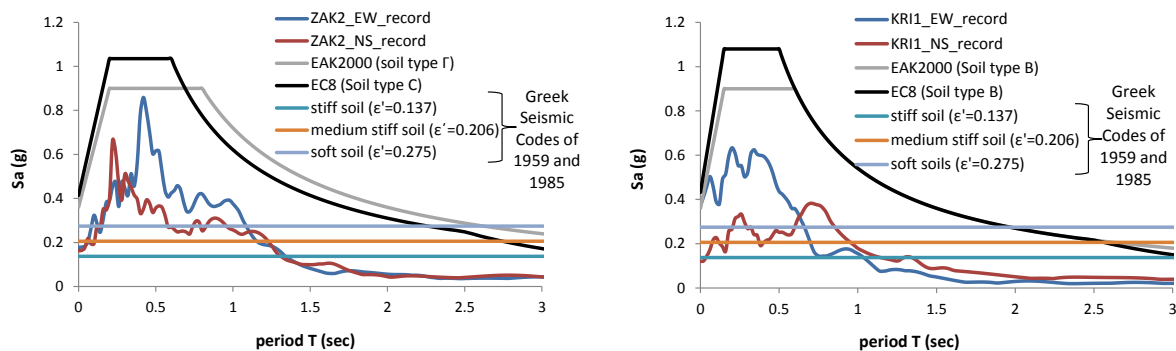 ZAK2_EW_record
ZAK2_NS_record
EAK2000 (soil type Γ)
EC8 (Soil type C)
stiff soil (ε'=0.137)
medium stiff soil (ε΄=0.206)
soft soil (ε'=0.275)
Greek
Seismic
Codes of
1959 and
1985
Sa (g)
1.2
1
0.8
0.6
0.4
0.2
0
0 0.5 1 1.5 2 2.5 3
period T (sec)
KRI1_EW_record
KRI1_NS_record
EAK2000 (Soil type B)
EC8 (Soil type B)
stiff soil (ε'=0.137)
medium stiff soil (ε'=0.206)
soft soils (ε'=0.275)
Greek
Seismic
Codes of
1959 and
1985
Sa (g)
1.2
1
0.8
0.6
0.4
0.2
0
0 0.5 1 1.5 2 2.5 3
period T (sec)